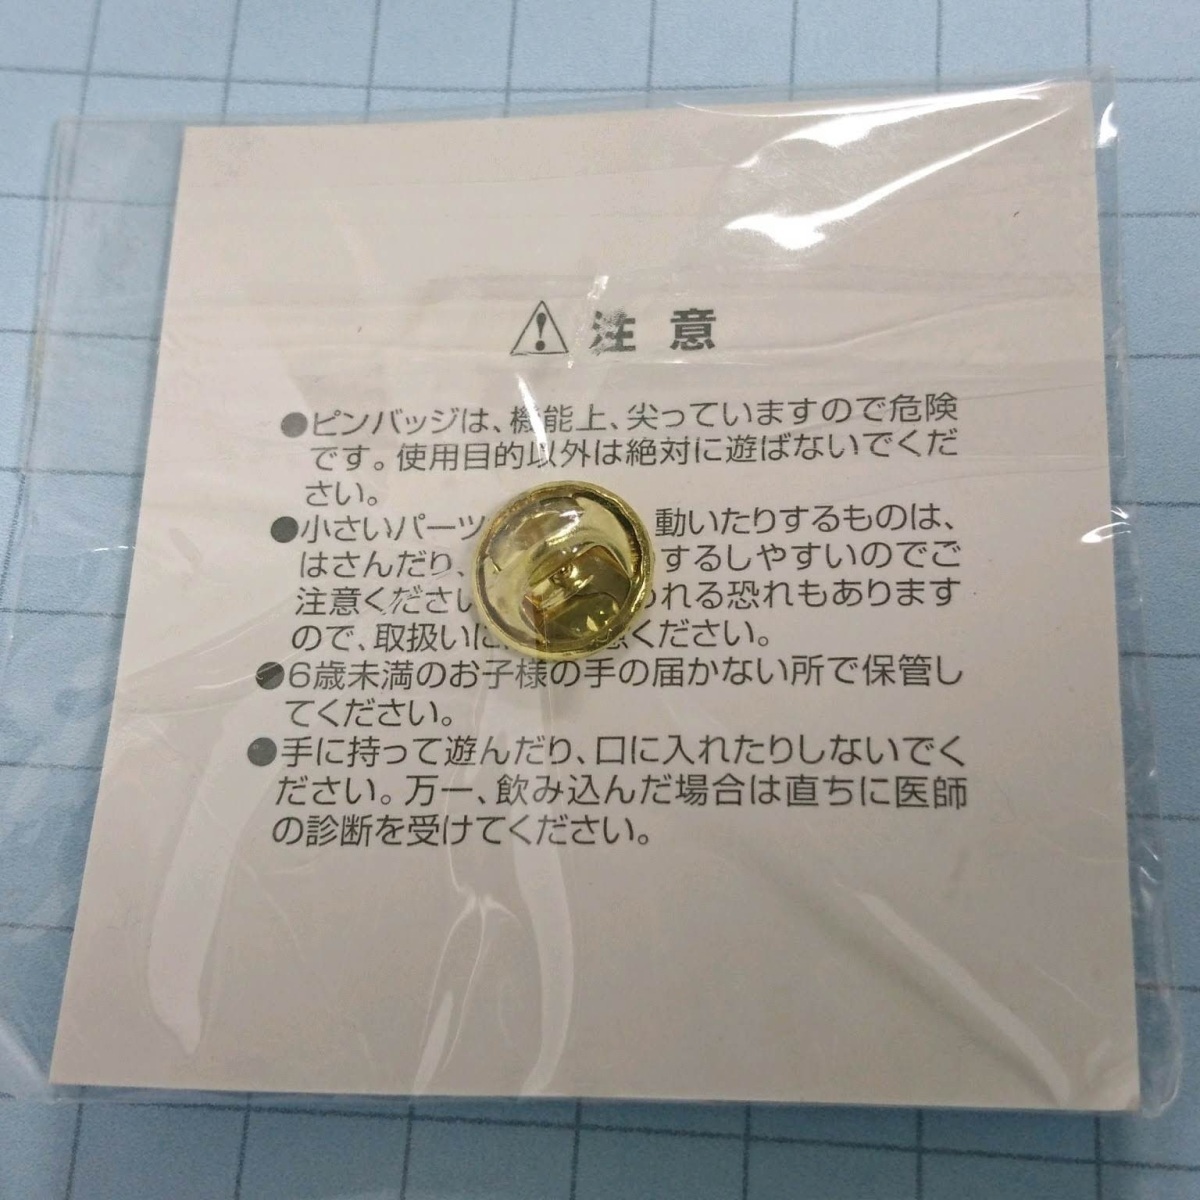 注意
●ピンバッジは、機能上、尖っていますので危険
です。使用目的以外は絶対に遊ばないでくだ
さい。
●小さいパーツ 動いたりするものは、
はさんだり、 するしやすいのでご
注意ください われる恐れもあります
ので、取扱いに くください。
●6歳未満のお子様の手の届かない所で保管し
てください。
●手に持って遊んだり、口に入れたりしないでく
ださい。万一、飲み込んだ場合は直ちに医師
の診断を受けてください。